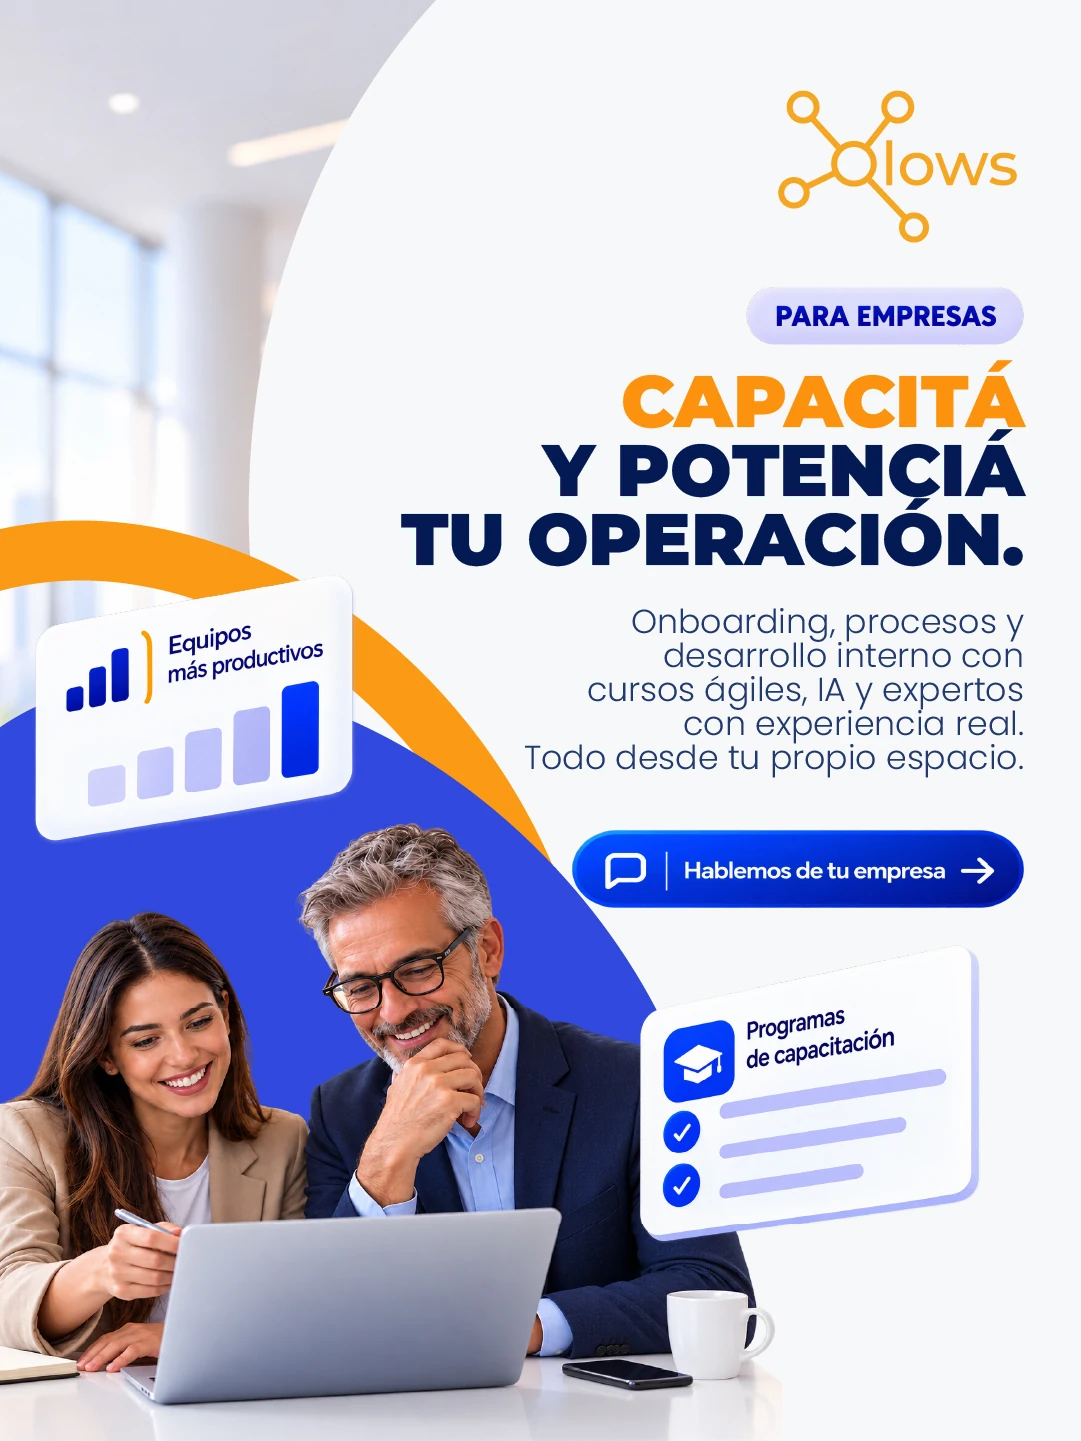 Qlows
PARA EMPRESAS
CAPACITÁ
Y POTENCIÁ
TU OPERACIÓN.
Onboarding, procesos y
desarrollo interno con
cursos ágiles, IA y expertos
con experiencia real.
Todo desde tu propio espacio.
Equipos
más productivos
Hablemos de tu empresa
Programas
de capacitación